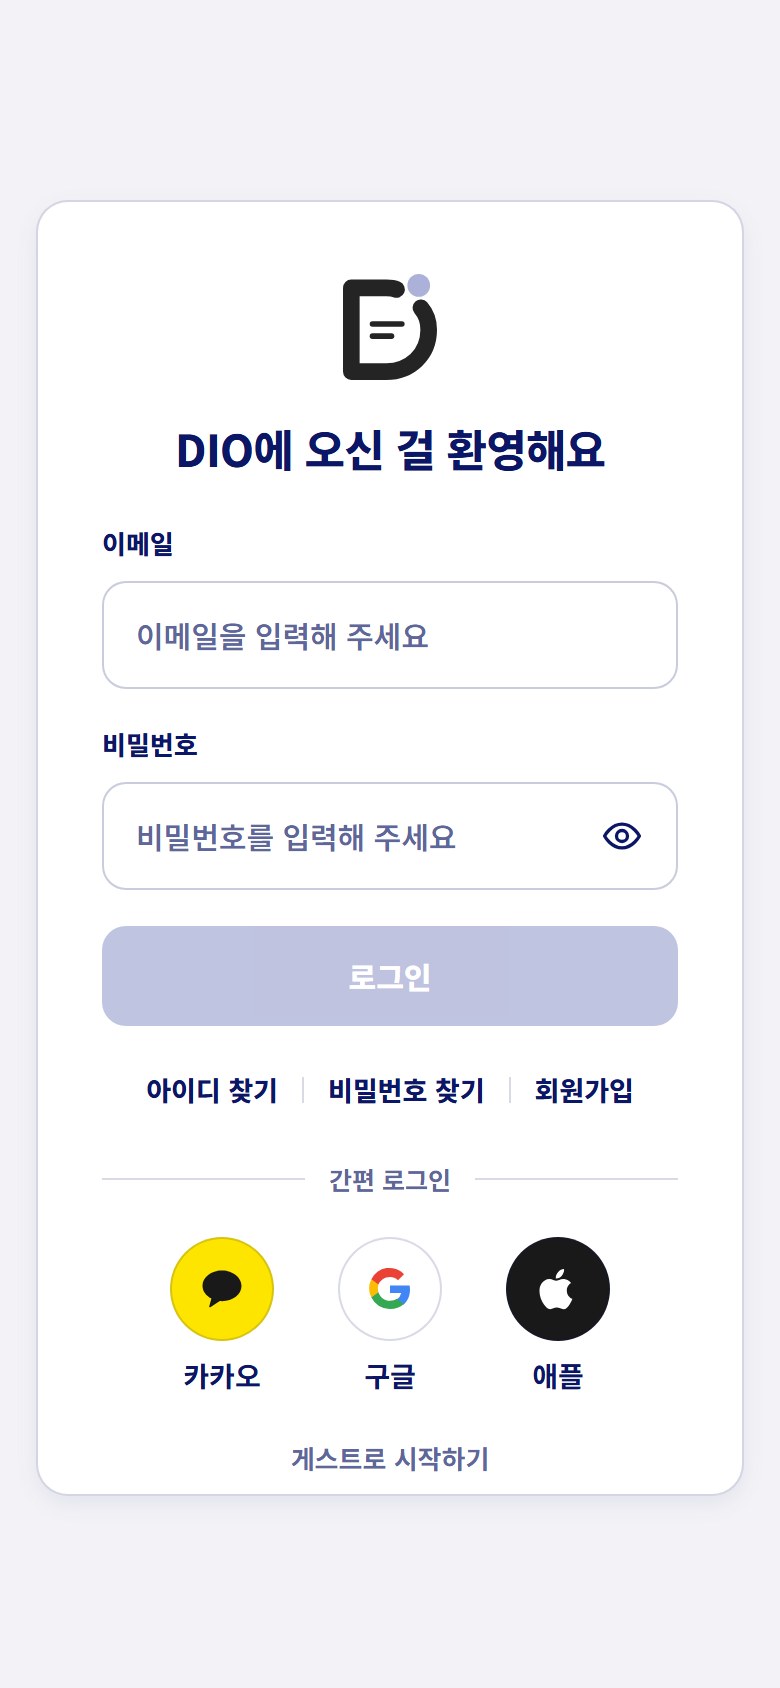 DIO에 오신 걸 환영해요
이메일
이메일을 입력해 주세요
비밀번호
비밀번호를 입력해 주세요
로그인
아이디 찾기 비밀번호 찾기 회원가입
간편 로그인
카카오 구글 애플
게스트로 시작하기